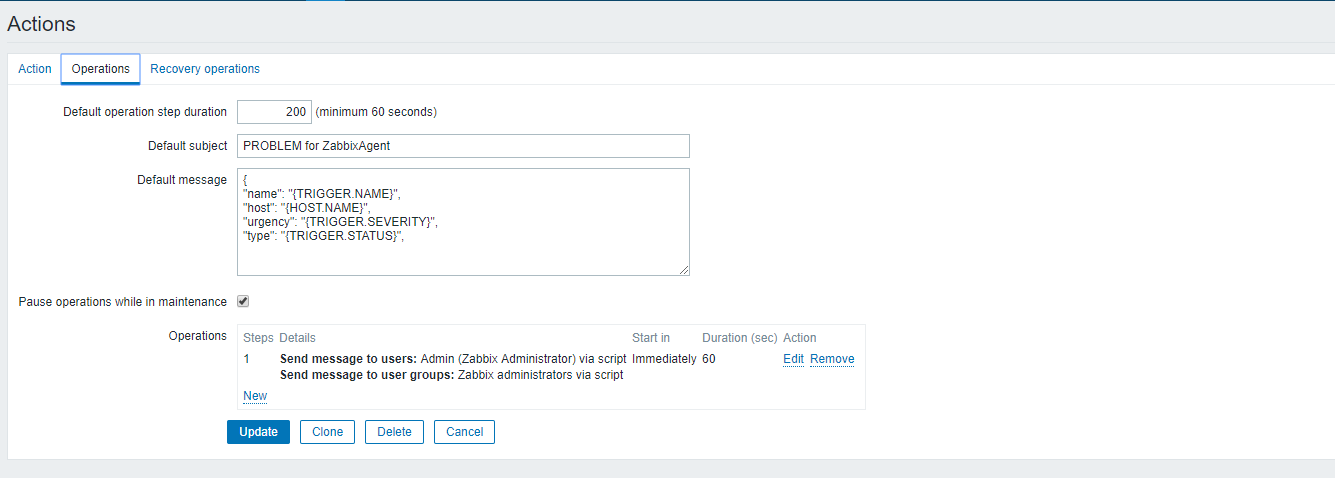 Actions
Action Operations Recovery operations
Default operation step duration 200 (minimum 60 seconds)
Default subject PROBLEM for ZabbixAgent
Default message {
"name": "{TRIGGER.NAME}",
"host": "{HOST.NAME}",
"urgency": "{TRIGGER.SEVERITY}",
"type": "{TRIGGER.STATUS}",
Pause operations while in maintenance
Operations Steps Details Start in Duration (sec) Action
1 Send message to users: Admin (Zabbix Administrator) via script Immediately 60 Edit Remove
Send message to user groups: Zabbix administrators via script
New
Update Clone Delete Cancel